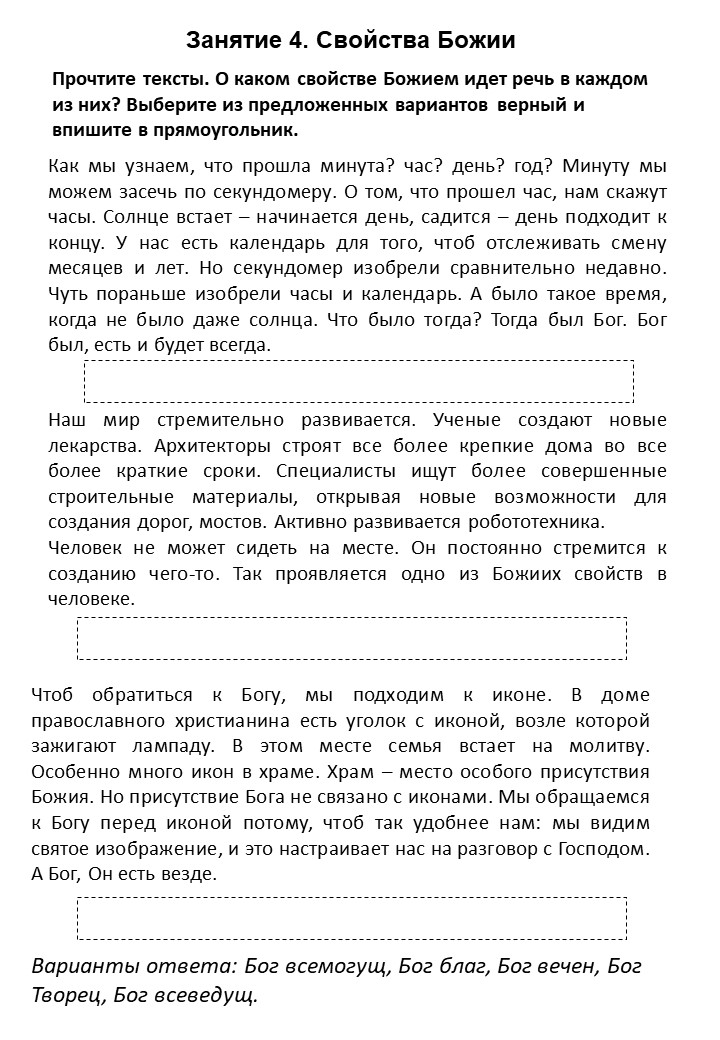 Занятие 4. Свойства Божии
Прочтите тексты. О каком свойстве Божием идет речь в каждом
из них? Выберите из предложенных вариантов верный и
впишите в прямоугольник.
Как мы узнаем, что прошла минута? час? день? год? Минуту мы
можем засечь по секундомеру. О том, что прошел час, нам скажут
часы. Солнце встает – начинается день, садится – день подходит к
концу. У нас есть календарь для того, чтоб отслеживать смену
месяцев и лет. Но секундомер изобрели сравнительно недавно.
Чуть пораньше изобрели часы и календарь. А было такое время,
когда не было даже солнца. Что было тогда? Тогда был Бог. Бог
был, есть и будет всегда.
Наш мир стремительно развивается. Ученые создают новые
лекарства. Архитекторы строят все более крепкие дома во все
более краткие сроки. Специалисты ищут более совершенные
строительные материалы, открывая новые возможности для
создания дорог, мостов. Активно развивается робототехника.
Человек не может сидеть на месте. Он постоянно стремится к
созданию чего-то. Так проявляется одно из Божиих свойств в
человеке.
Чтоб обратиться к Богу, мы подходим к иконе. В доме
православного христианина есть уголок с иконой, возле которой
зажигают лампаду. В этом месте семья встает на молитву.
Особенно много икон в храме. Храм – место особого присутствия
Божия. Но присутствие Бога не связано с иконами. Мы обращаемся
к Богу перед иконой потому, чтоб так удобнее нам: мы видим
святое изображение, и это настраивает нас на разговор с Господом.
А Бог, Он есть везде.
Варианты ответа: Бог всемогущ, Бог благ, Бог вечен, Бог
Творец, Бог всеведущ.